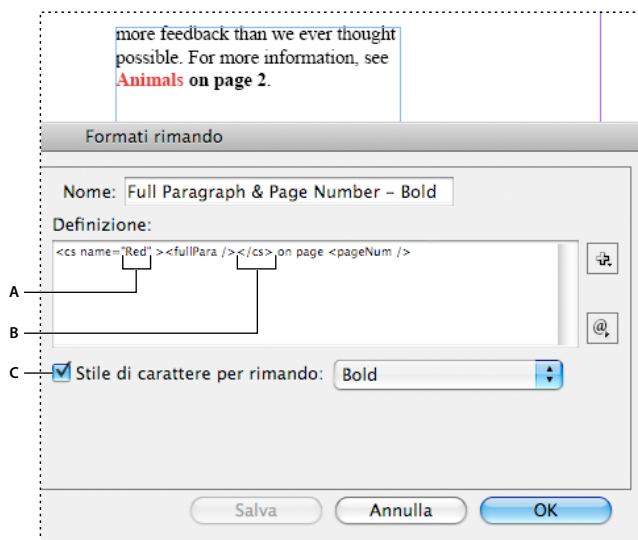 more feedback than we ever thought
possible. For more information, see
Animals on page 2.
Formati rimando
Nome: Full Paragraph & Page Number – Bold
Definizione:
<cs name="Red" ><fullPara /></cs> on page <pageNum />
A
B
@
C Stile di carattere per rimando: Bold
Salva Annulla OK